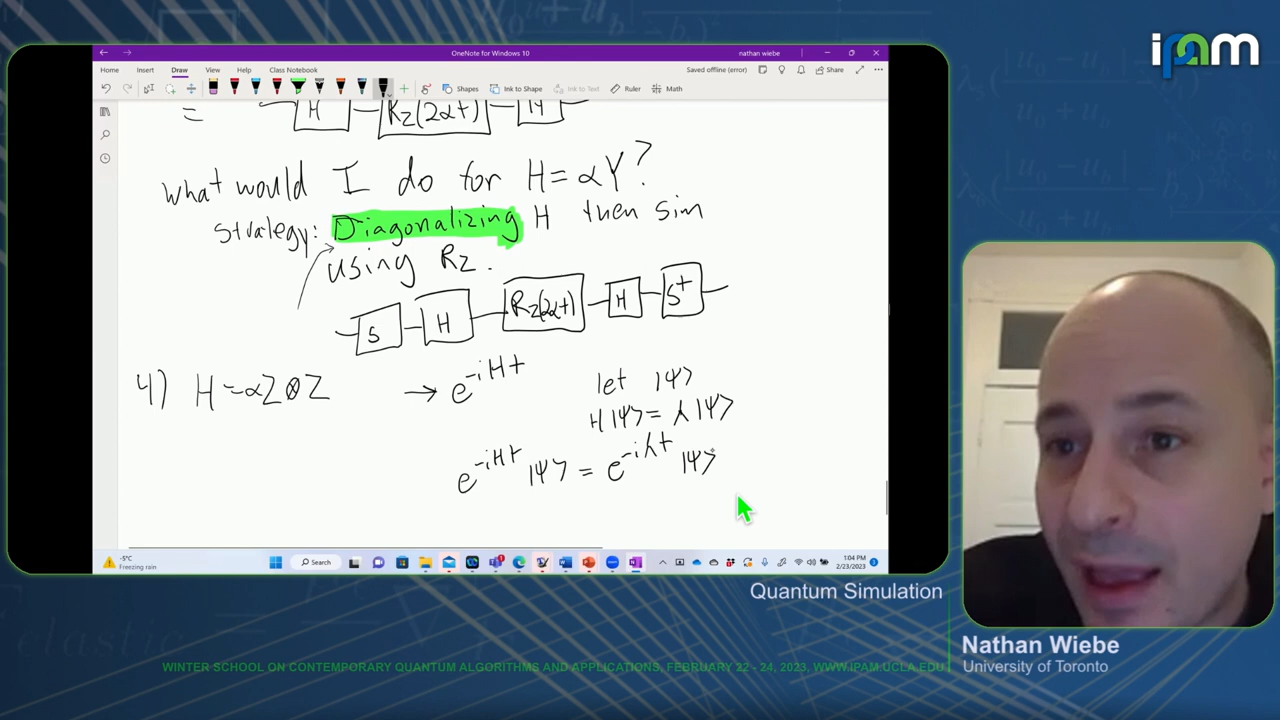 ipam
OneNote for Windows 10
nathan wiebe
Home Insert Draw View Help Class Notebook
Saved offline (error)
Share
Shapes
Ink to Shape
Ink to Text
Ruler
Math
= H Rz(2αt) H
what would I do for H=αY?
strategy: Diagonalizing H then sim
using Rz.
S H Rz(2αt) H S†
4) H=αZ⊗Z → e^{-iHt}
let |ψ>
H|ψ> = λ|ψ>
e^{-iHt} |ψ> = e^{-iλt} |ψ>
-5°C
Freezing rain
Search
1:04 PM
2/23/2023
Quantum Simulation
Nathan Wiebe
University of Toronto
WINTER SCHOOL ON CONTEMPORARY QUANTUM ALGORITHMS AND APPLICATIONS, FEBRUARY 22 - 24, 2023, WWW.IPAM.UCLA.EDU